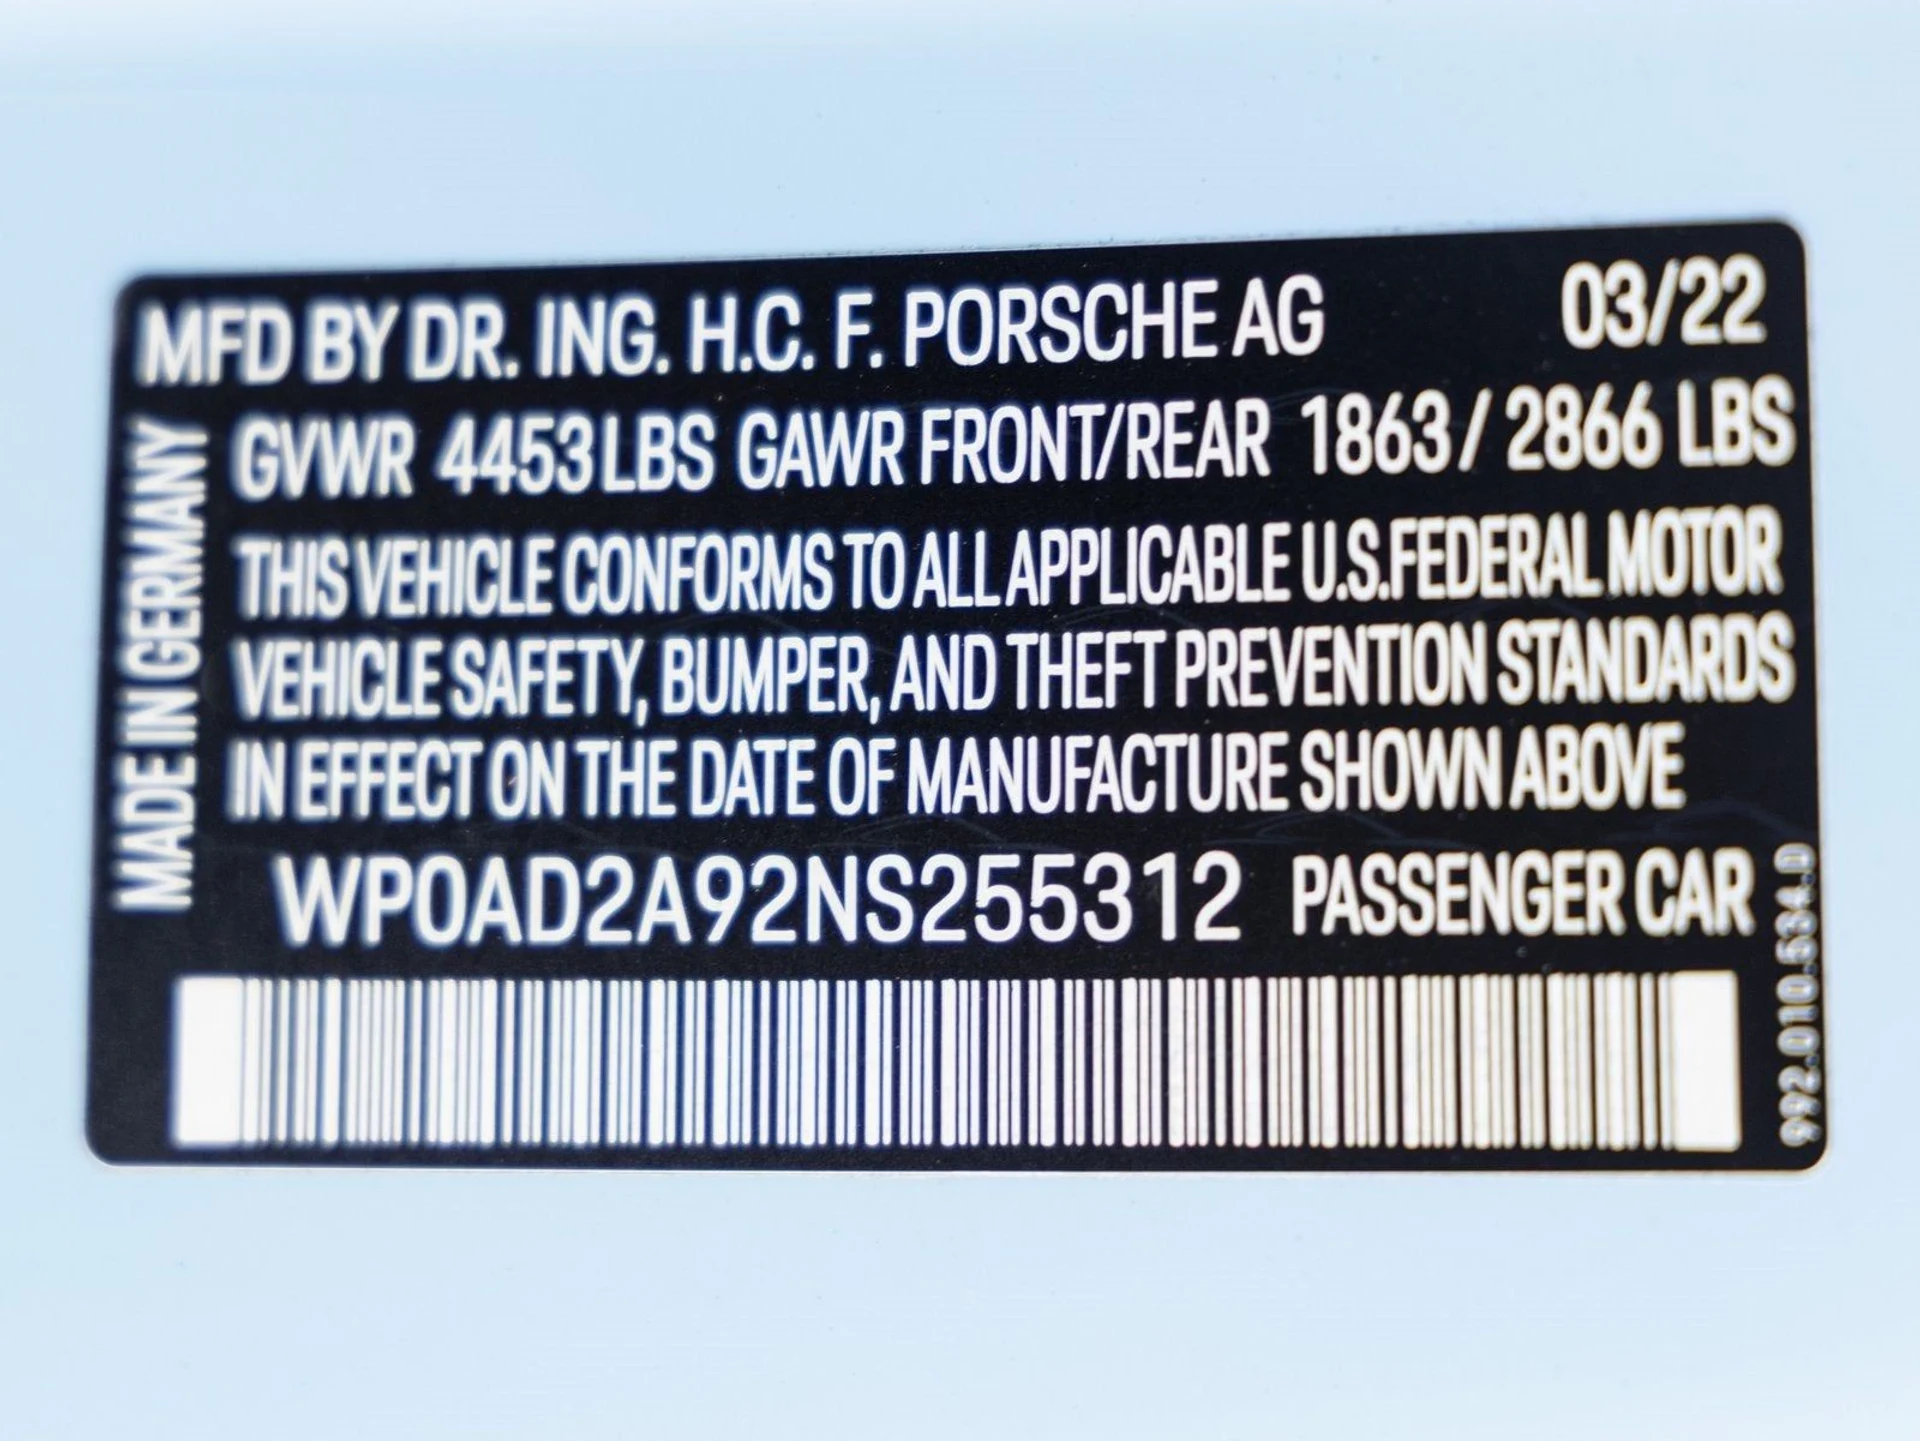 MFD BY DR. ING. H.C. F. PORSCHE AG 03/22
GVWR 4453 LBS GAWR FRONT/REAR 1863 / 2866 LBS
THIS VEHICLE CONFORMS TO ALL APPLICABLE U.S.FEDERAL MOTOR
VEHICLE SAFETY, BUMPER, AND THEFT PREVENTION STANDARDS
IN EFFECT ON THE DATE OF MANUFACTURE SHOWN ABOVE
WP0AD2A92NS255312 PASSENGER CAR
MADE IN GERMANY
992.010.534.D